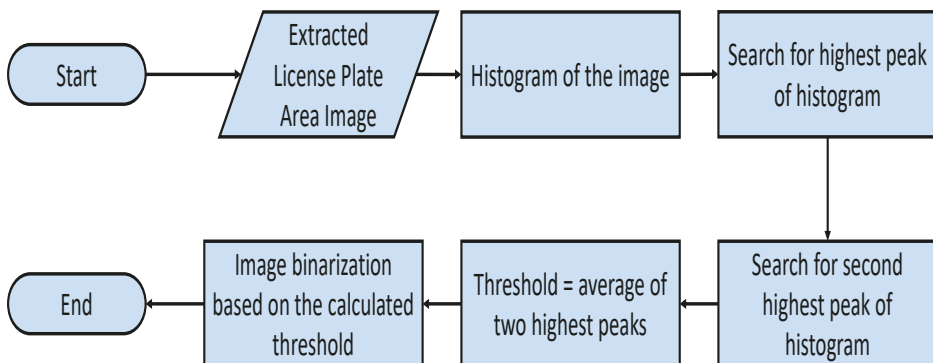 Start
Extracted
License Plate
Area Image
Histogram of the image
Search for highest peak
of histogram
Search for second
highest peak of
histogram
Threshold = average of
two highest peaks
Image binarization
based on the calculated
threshold
End